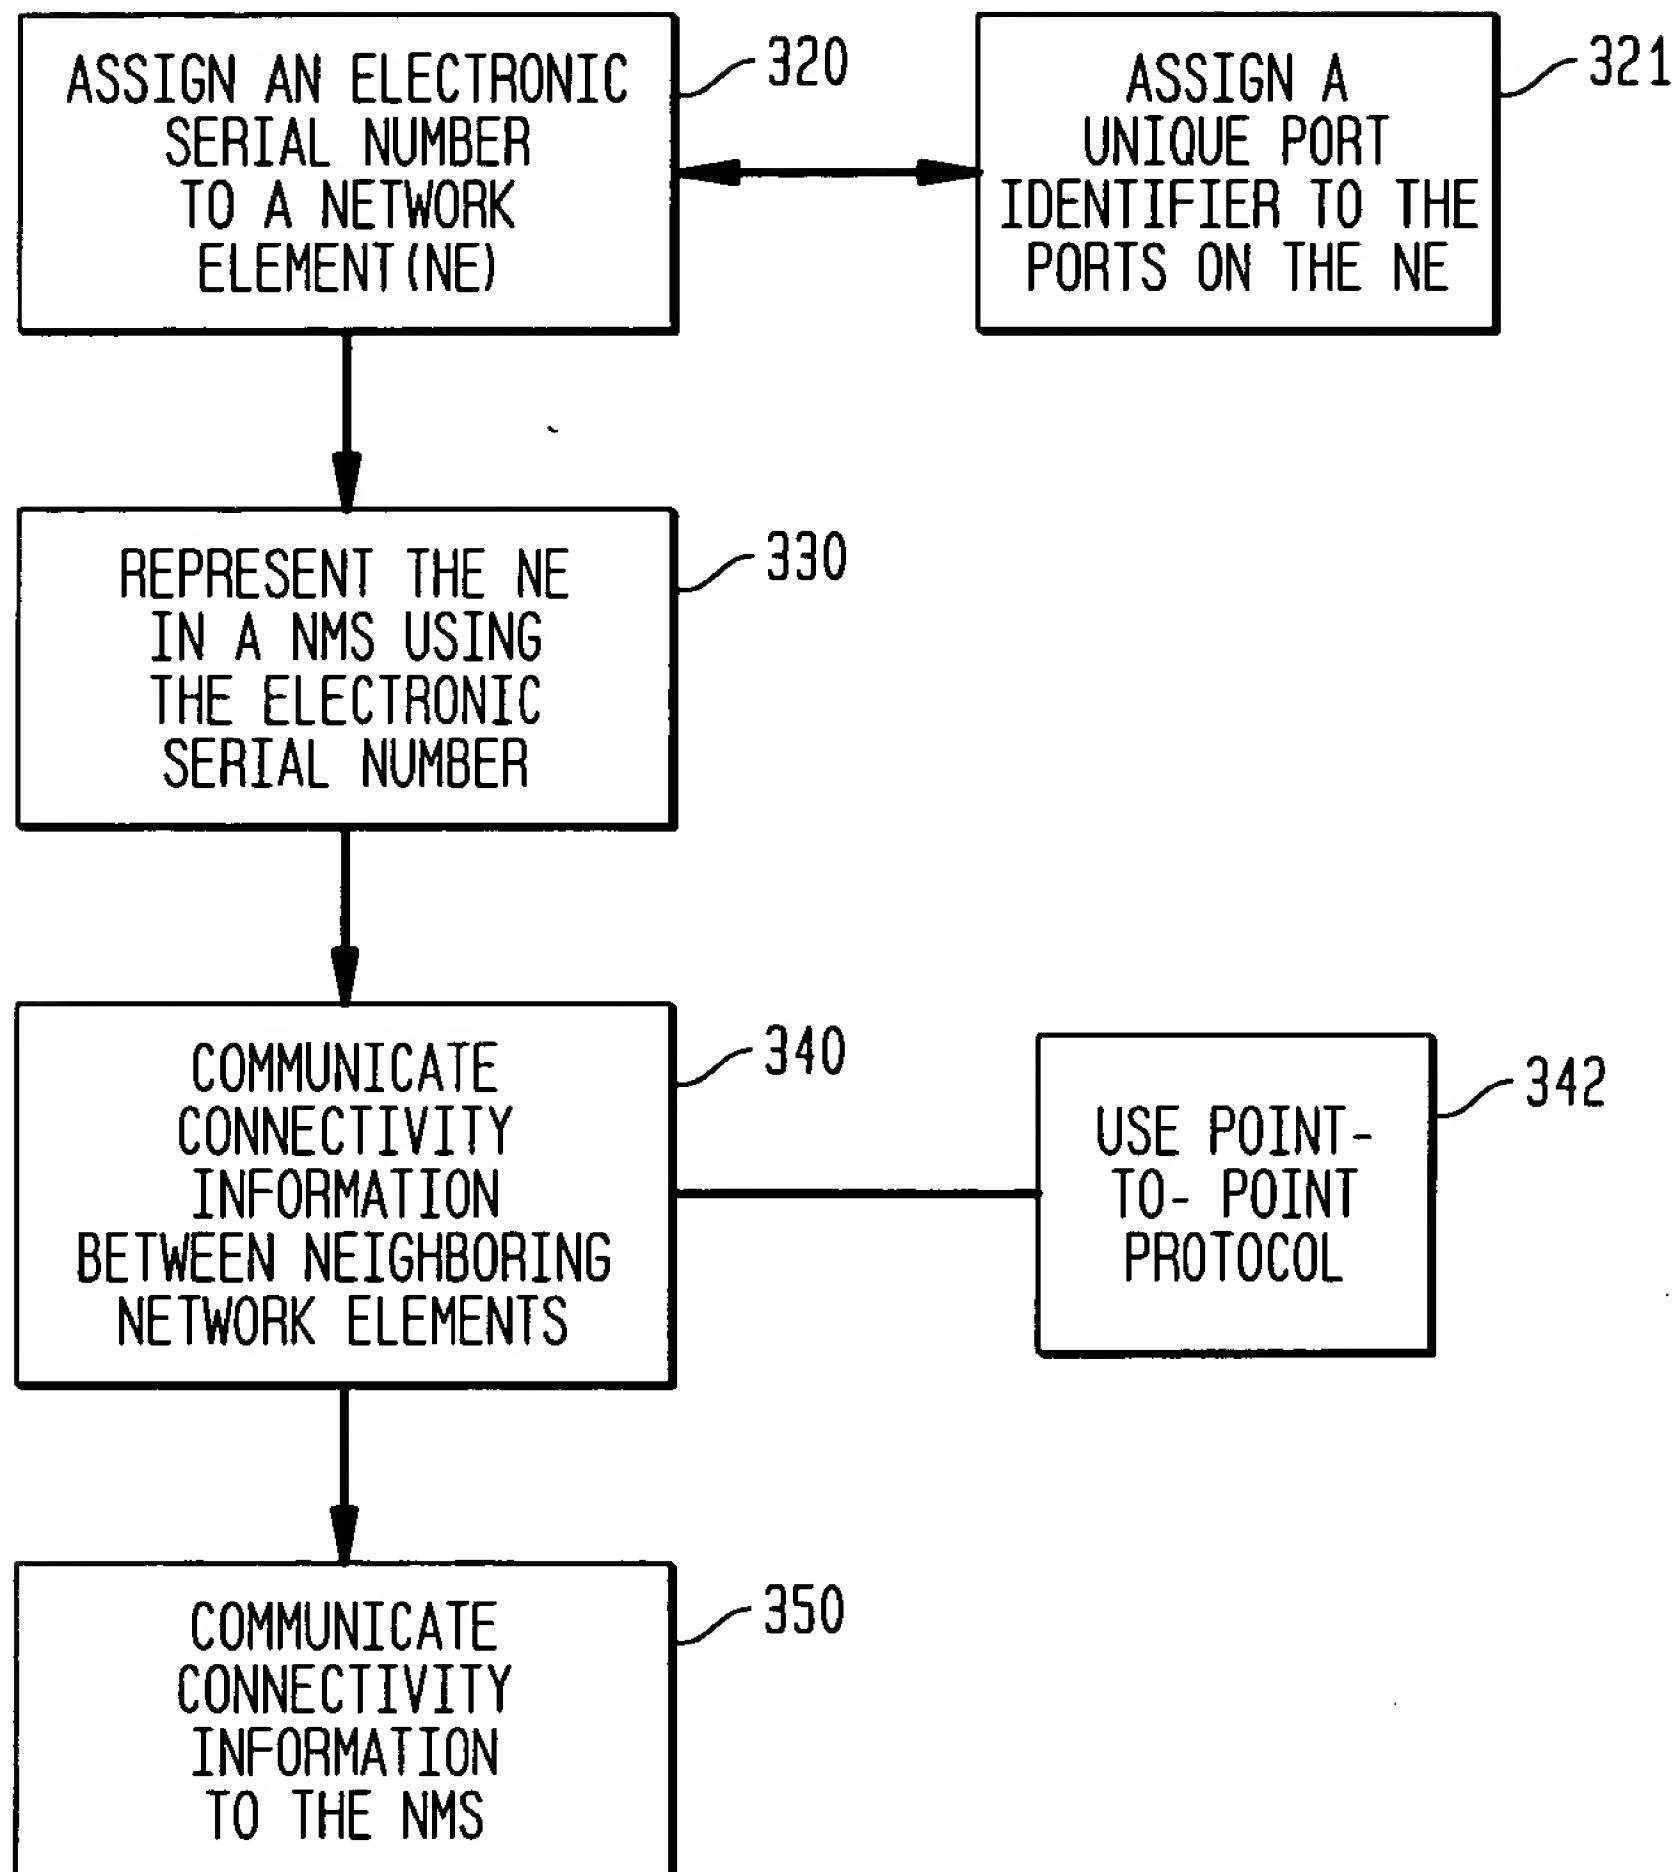 ASSIGN AN ELECTRONIC
SERIAL NUMBER
TO A NETWORK
ELEMENT(NE)
320
ASSIGN A
UNIQUE PORT
IDENTIFIER TO THE
PORTS ON THE NE
321
REPRESENT THE NE
IN A NMS USING
THE ELECTRONIC
SERIAL NUMBER
330
COMMUNICATE
CONNECTIVITY
INFORMATION
BETWEEN NEIGHBORING
NETWORK ELEMENTS
340
USE POINT-
TO- POINT
PROTOCOL
342
COMMUNICATE
CONNECTIVITY
INFORMATION
TO THE NMS
350